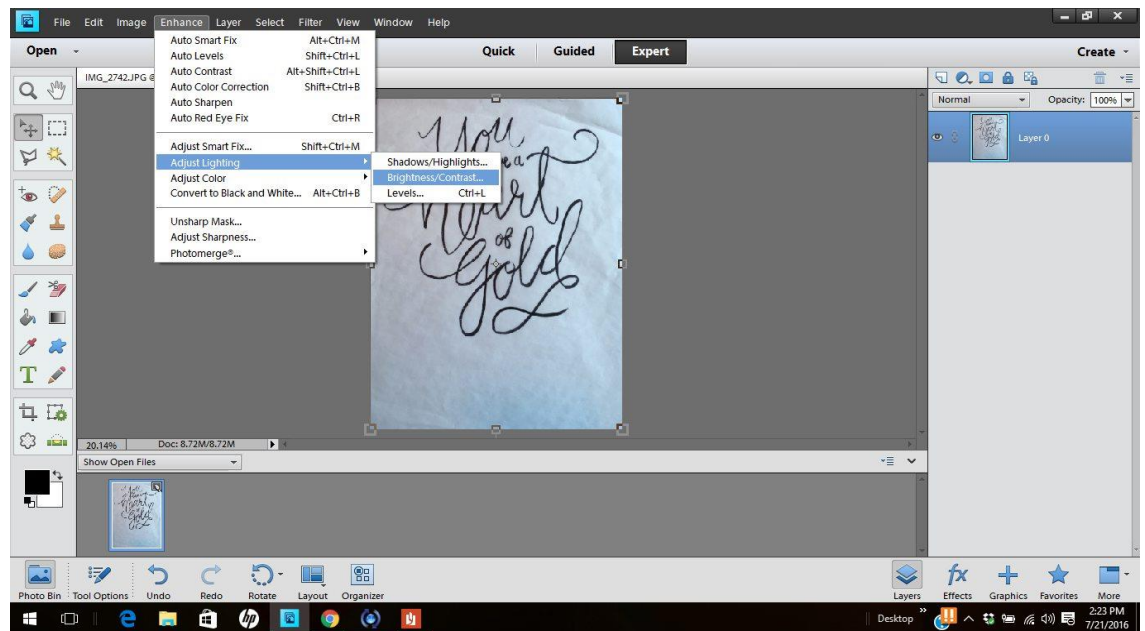 File Edit Image Enhance Layer Select Filter View Window Help
Open Quick Guided Expert Create
IMG_2742.JPG @
Auto Smart Fix Alt+Ctrl+M
Auto Levels Shift+Ctrl+L
Auto Contrast Alt+Shift+Ctrl+L
Auto Color Correction Shift+Ctrl+B
Auto Sharpen
Auto Red Eye Fix Ctrl+R
Adjust Smart Fix... Shift+Ctrl+M
Adjust Lighting
Adjust Color
Convert to Black and White... Alt+Ctrl+B
Unsharp Mask...
Adjust Sharpness...
Photomerge®...
Shadows/Highlights...
Brightness/Contrast...
Levels... Ctrl+L
You
a
Heart
of
Gold
Normal Opacity: 100%
Layer 0
20.14% Doc: 8.72M/8.72M
Show Open Files
Photo Bin Tool Options Undo Redo Rotate Layout Organizer Layers Effects Graphics Favorites More
Desktop 2:23 PM
7/21/2016